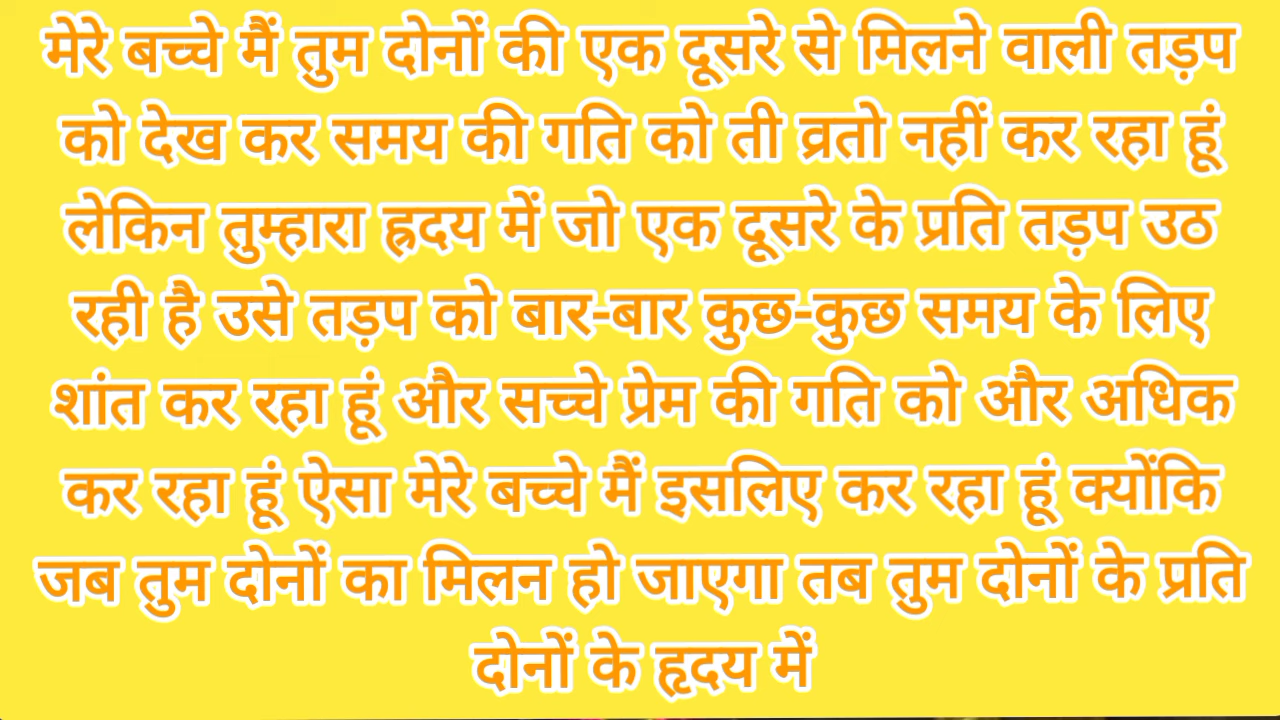 मेरे बच्चे मैं तुम दोनों की एक दूसरे से मिलने वाली तड़प
को देख कर समय की गति को ती व्रतो नहीं कर रहा हूं
लेकिन तुम्हारा ह्रदय में जो एक दूसरे के प्रति तड़प उठ
रही है उसे तड़प को बार-बार कुछ-कुछ समय के लिए
शांत कर रहा हूं और सच्चे प्रेम की गति को और अधिक
कर रहा हूं ऐसा मेरे बच्चे मैं इसलिए कर रहा हूं क्योंकि
जब तुम दोनों का मिलन हो जाएगा तब तुम दोनों के प्रति
दोनों के हृदय में